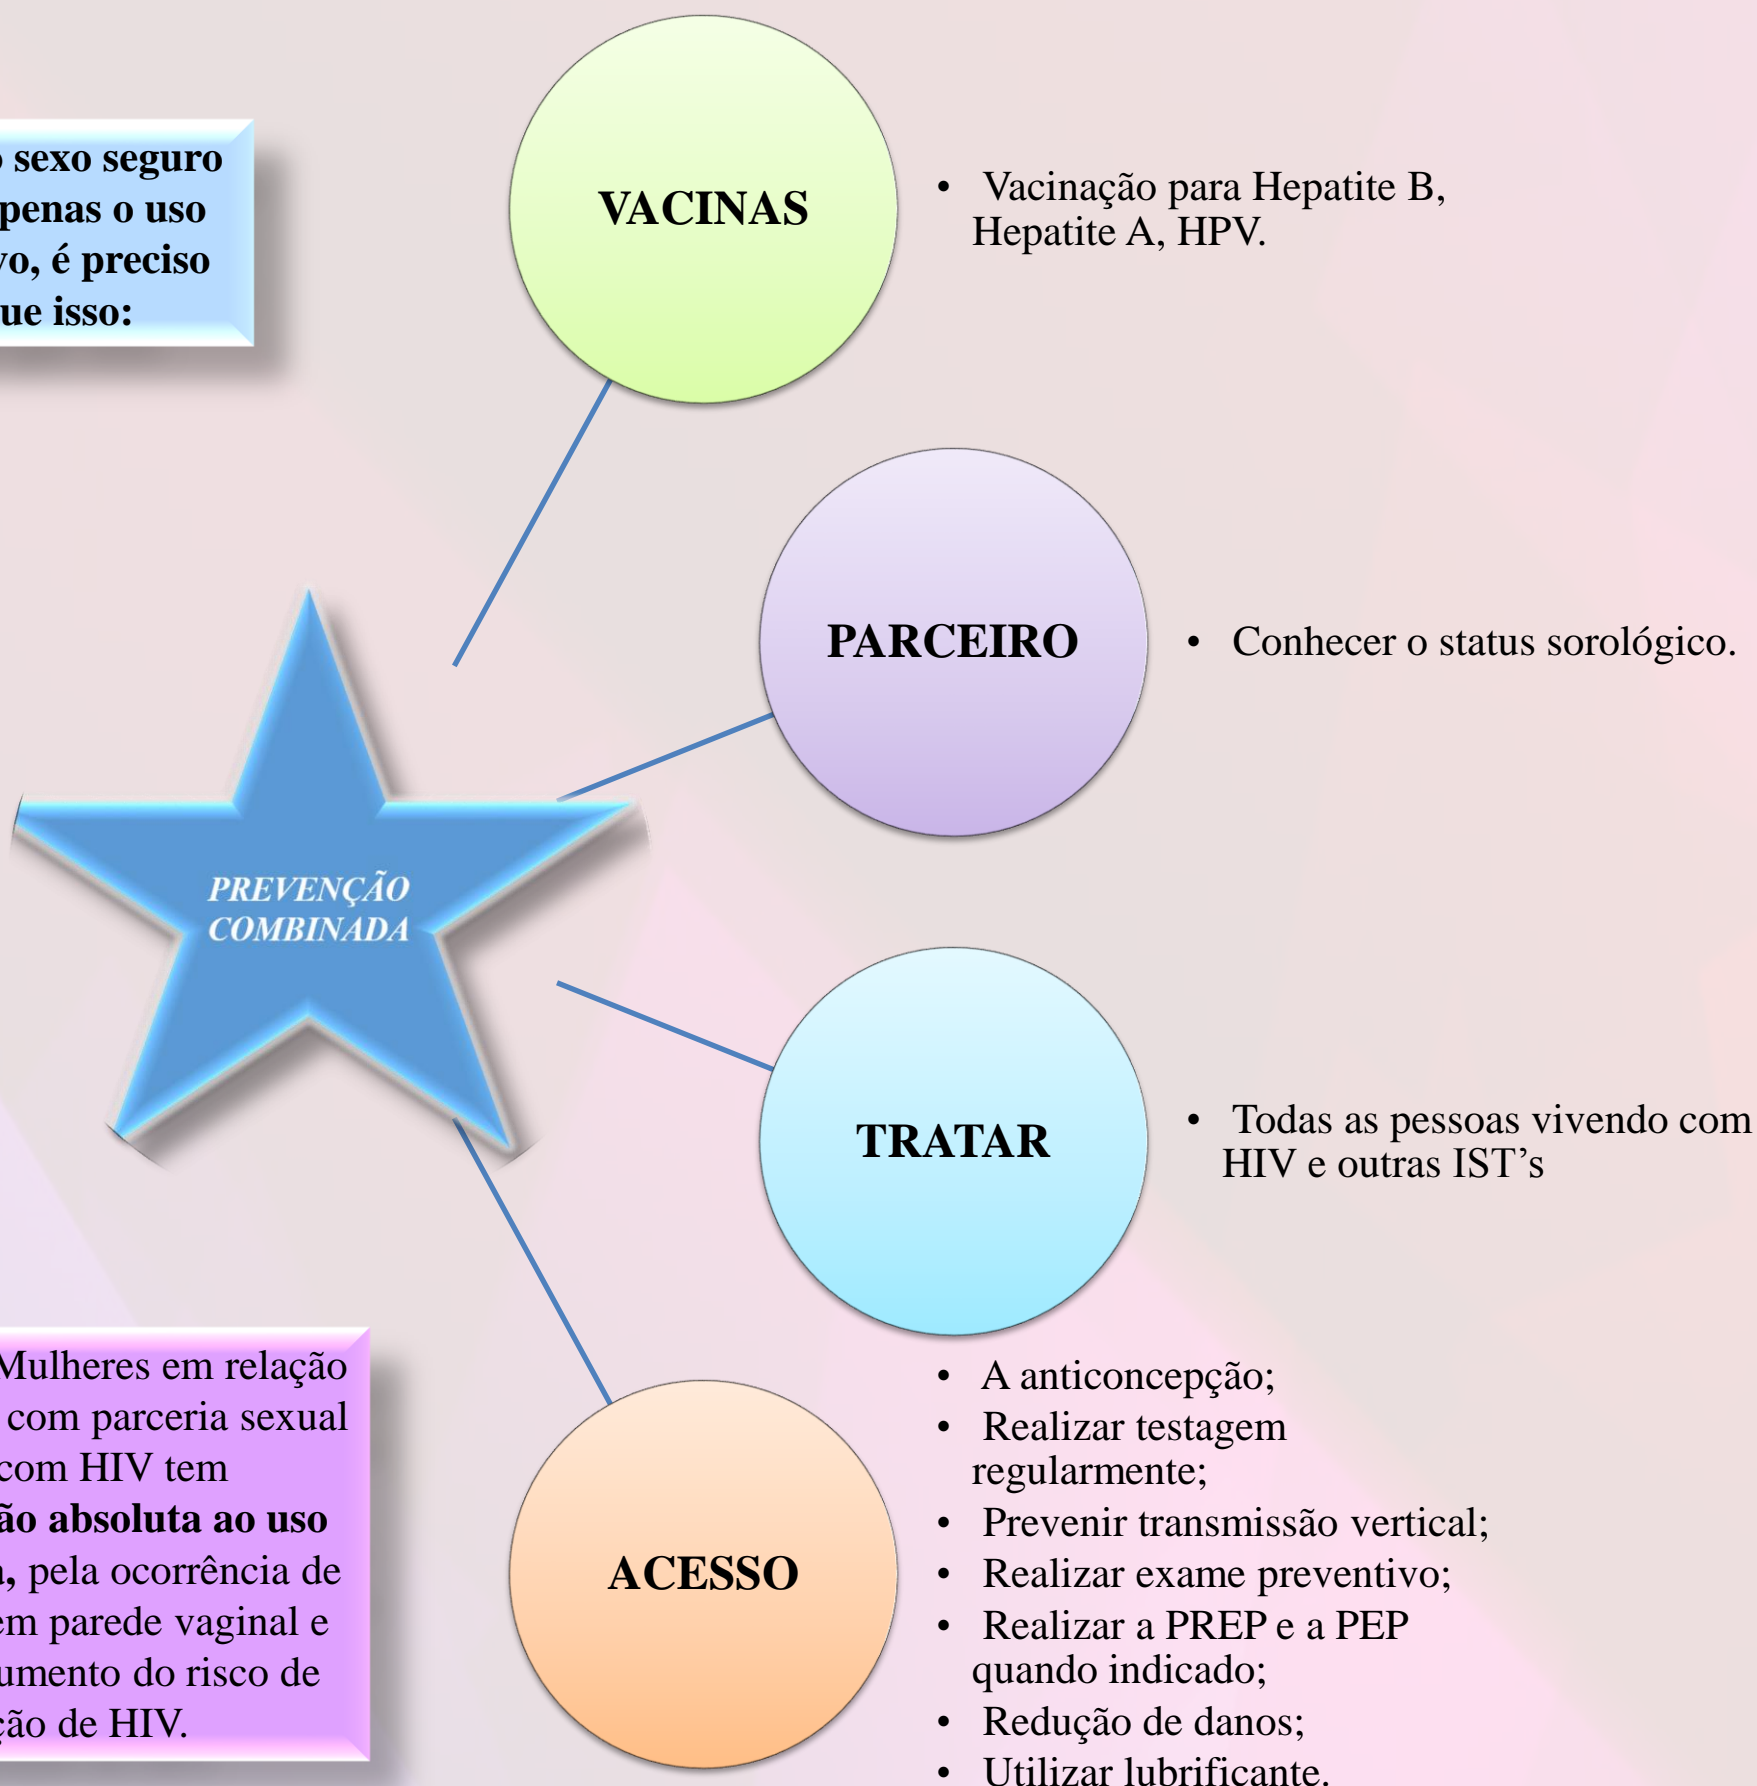 o sexo seguro
penas o uso
vo, é preciso
ue isso:
VACINAS
• Vacinação para Hepatite B,
Hepatite A, HPV.
PARCEIRO
• Conhecer o status sorológico.
PREVENÇÃO
COMBINADA
TRATAR
• Todas as pessoas vivendo com
HIV e outras IST’s
Mulheres em relação
com parceria sexual
com HIV tem
ão absoluta ao uso
a, pela ocorrência de
em parede vaginal e
umento do risco de
ção de HIV.
ACESSO
• A anticoncepção;
• Realizar testagem
regularmente;
• Prevenir transmissão vertical;
• Realizar exame preventivo;
• Realizar a PREP e a PEP
quando indicado;
• Redução de danos;
• Utilizar lubrificante.